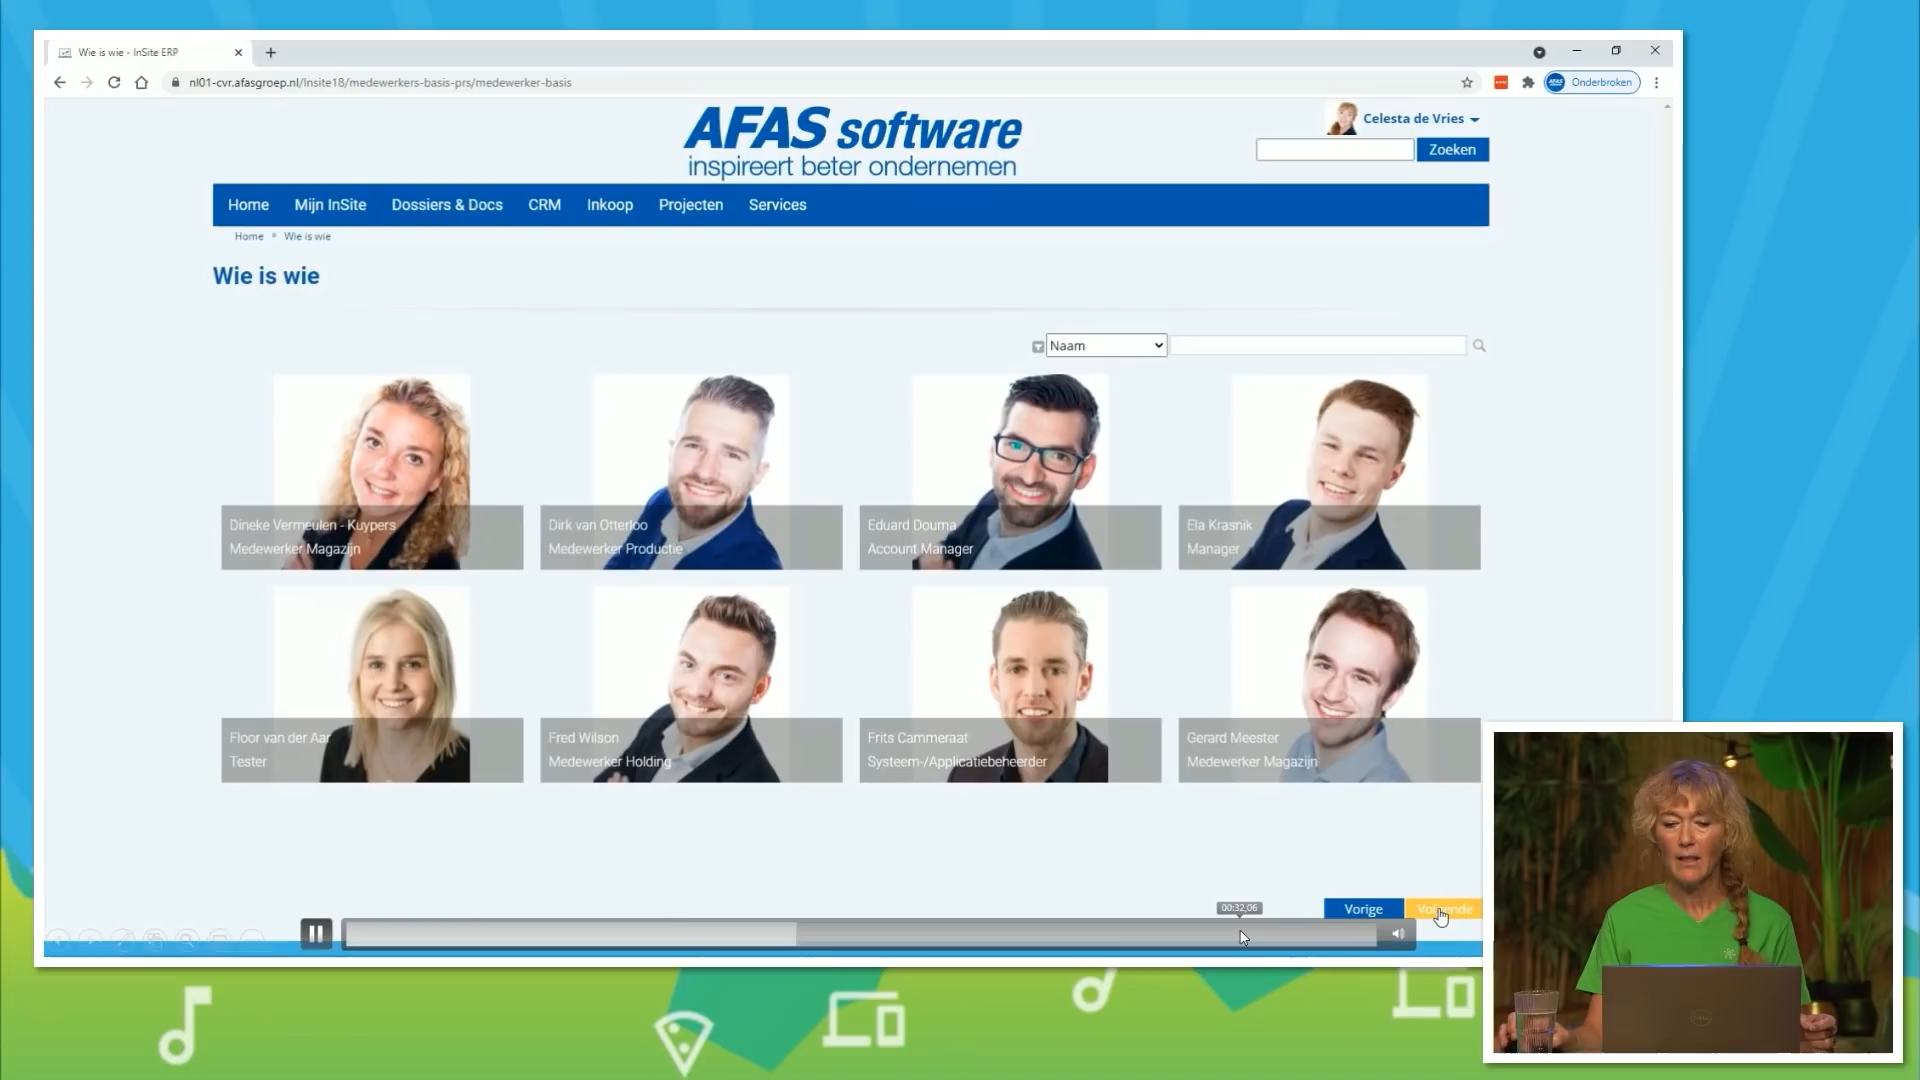 Wie is wie - InSite ERP
nl01-cvr.afasgroep.nl/Insite18/medewerkers-basis-prs/medewerker-basis
Onderbroken
AFAS software
inspireert beter ondernemen
Celesta de Vries
Zoeken
Home Mijn InSite Dossiers & Docs CRM Inkoop Projecten Services
Home Wie is wie
Wie is wie
Naam
Dineke Vermeulen - Kuypers
Medewerker Magazijn
Dirk van Otterloo
Medewerker Productie
Eduard Douma
Account Manager
Ela Krasnik
Manager
Floor van der Aar
Tester
Fred Wilson
Medewerker Holding
Frits Cammeraat
Systeem-/Applicatiebeheerder
Gerard Meester
Medewerker Magazijn
00:32,06
Vorige
Volgende